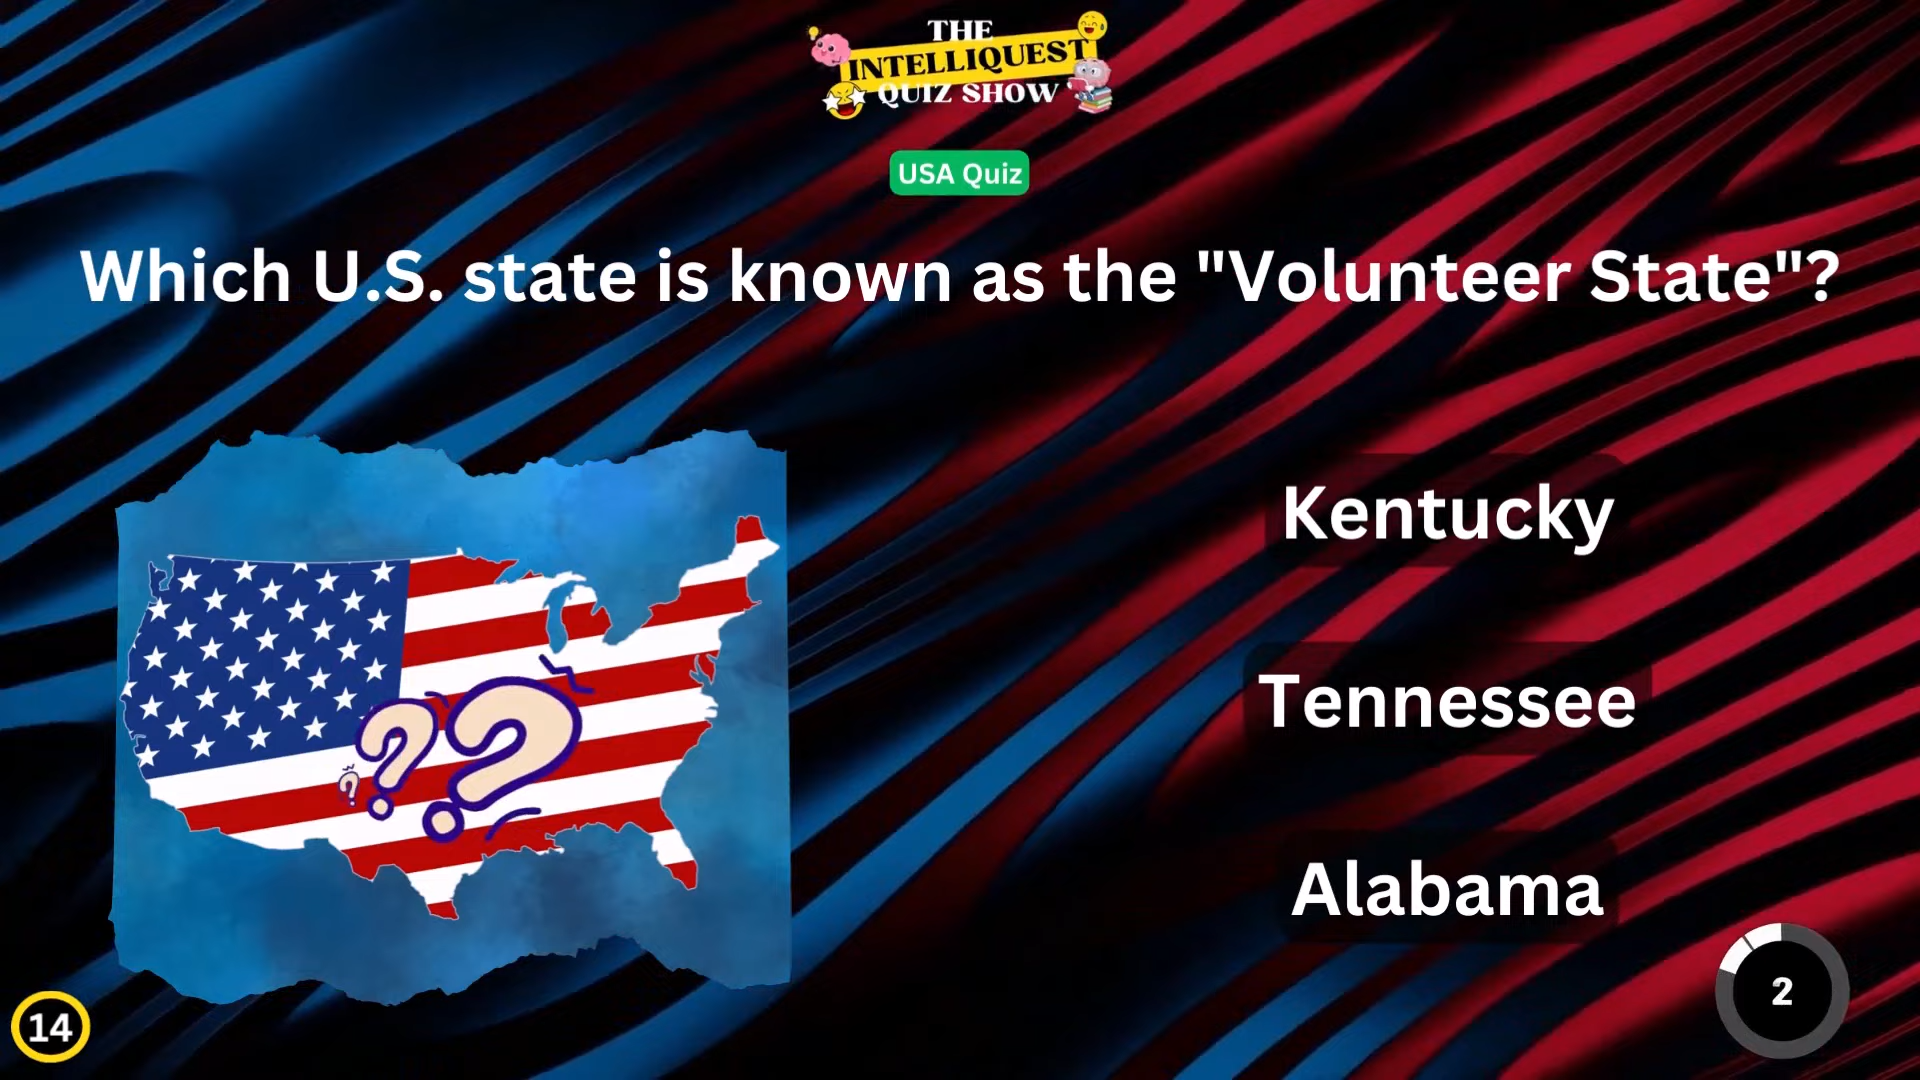 THE
INTELLIQUEST
QUIZ SHOW
USA Quiz
Which U.S. state is known as the "Volunteer State"?
Kentucky
Tennessee
Alabama
??
?
14
2